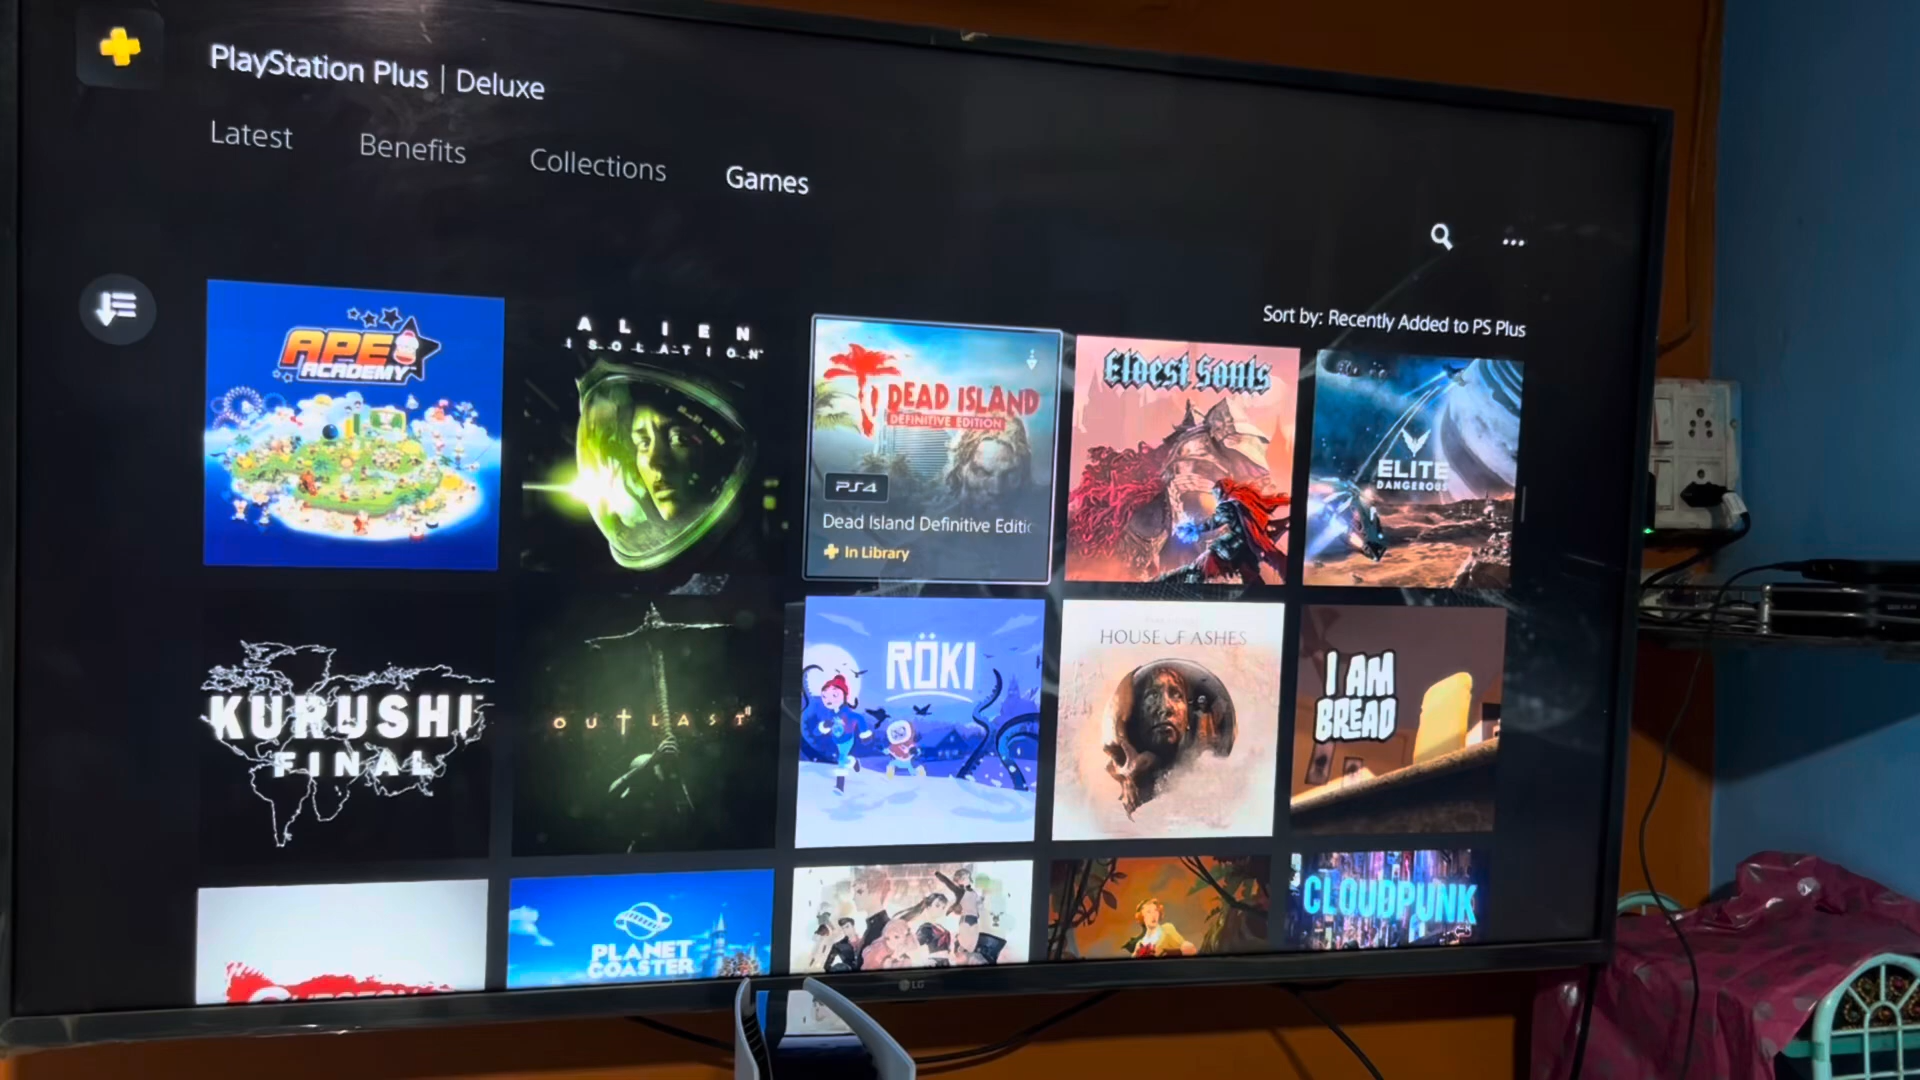 PlayStation Plus | Deluxe
Latest Benefits Collections Games
Sort by: Recently Added to PS Plus
APE
ACADEMY
ALIEN
ISOLATION
DEAD ISLAND
DEFINITIVE EDITION
PS4
Dead Island Definitive Editi
In Library
Eldest Souls
ELITE
DANGEROUS
KURUSHI
FINAL
OUTLAST II
RÖKI
HOUSE OF ASHES
I AM
BREAD
PLANET
COASTER
CLOUDPUNK
LG